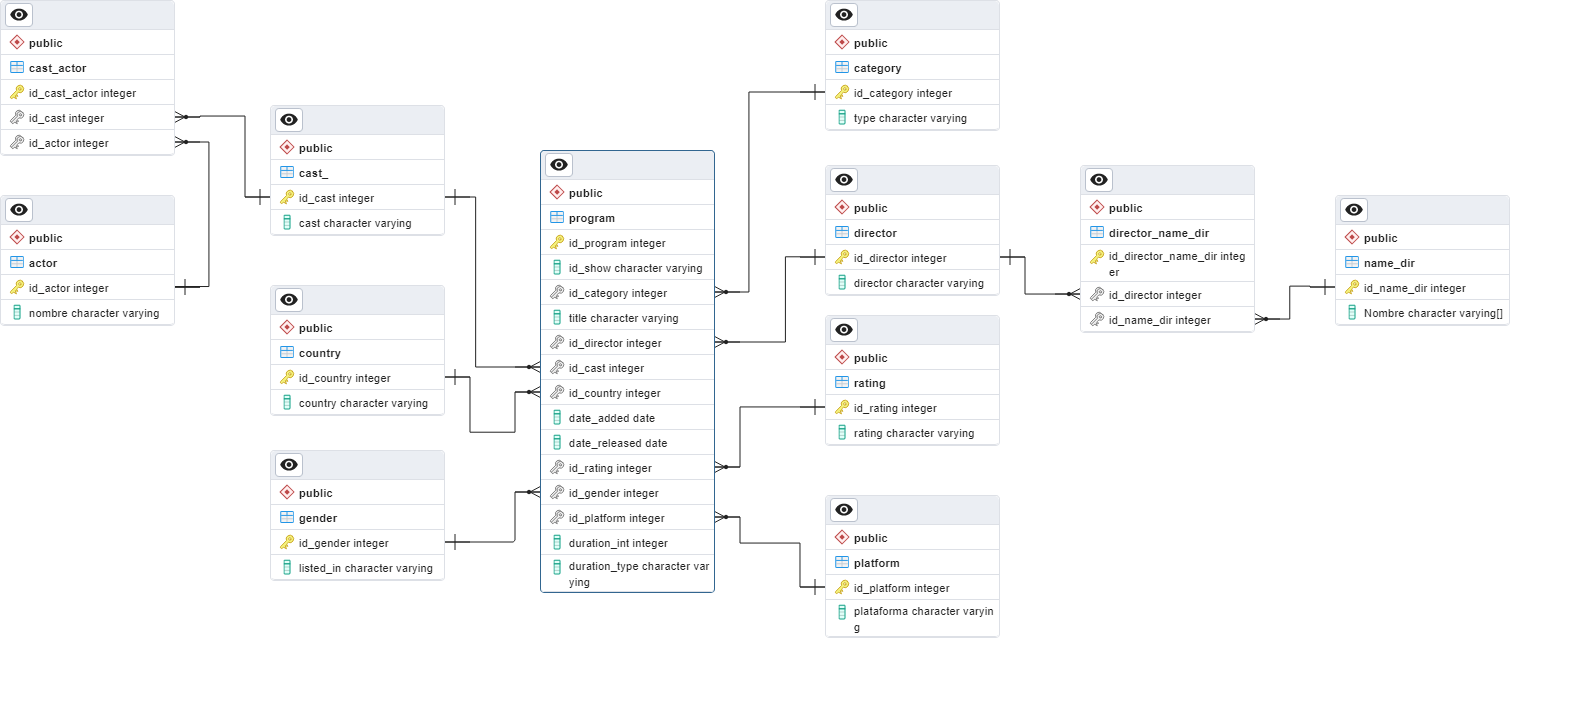 public
cast_actor
id_cast_actor integer
id_cast integer
id_actor integer
public
actor
id_actor integer
nombre character varying
public
cast_
id_cast integer
cast character varying
public
country
id_country integer
country character varying
public
gender
id_gender integer
listed_in character varying
public
program
id_program integer
id_show character varying
id_category integer
title character varying
id_director integer
id_cast integer
id_country integer
date_added date
date_released date
id_rating integer
id_gender integer
id_platform integer
duration_int integer
duration_type character var
ying
public
category
id_category integer
type character varying
public
director
id_director integer
director character varying
public
rating
id_rating integer
rating character varying
public
platform
id_platform integer
plataforma character varyin
g
public
director_name_dir
id_director_name_dir integ
er
id_director integer
id_name_dir integer
public
name_dir
id_name_dir integer
Nombre character varying[]